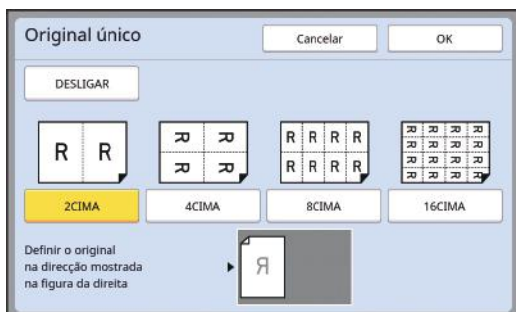 Original único
Cancelar
OK
DESLIGAR
R R
R R
R R
R R R R
R R R R
R R R R
R R R R
R R R R
R R R R
2CIMA
4CIMA
8CIMA
16CIMA
Definir o original
na direcção mostrada
na figura da direita
R